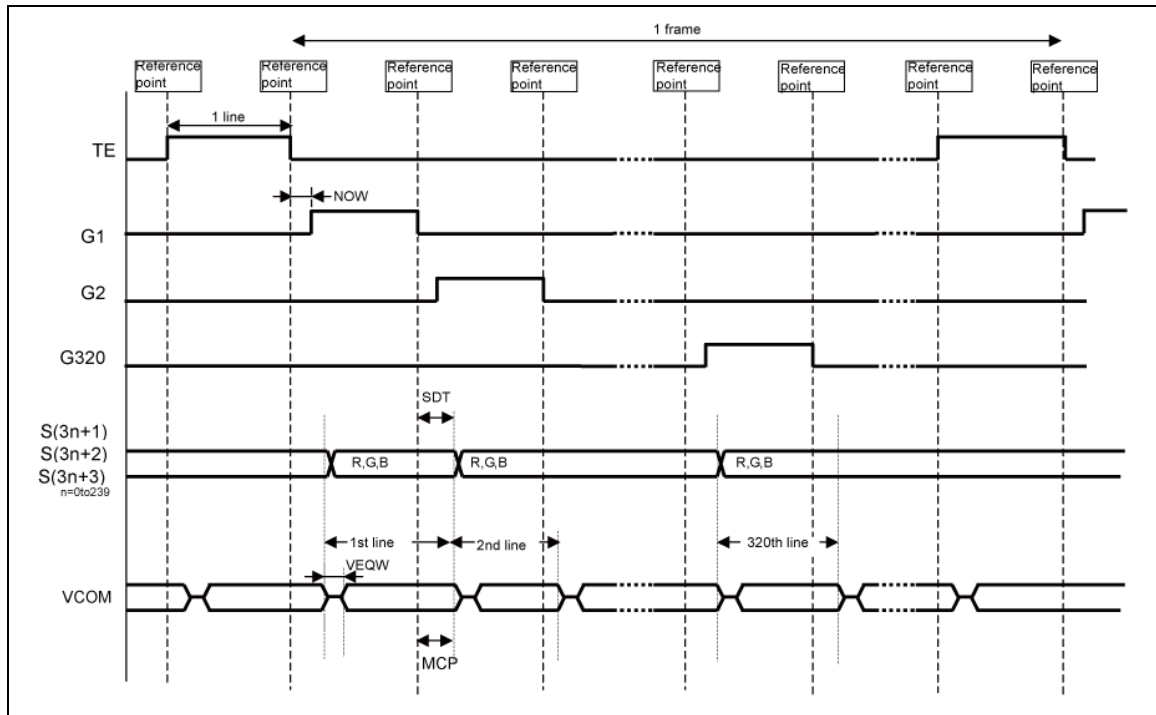 1 frame
Reference point
Reference point
Reference point
Reference point
Reference point
Reference point
Reference point
Reference point
1 line
TE
NOW
G1
G2
G320
SDT
S(3n+1)
S(3n+2)
S(3n+3)
n=0to239
R,G,B
R,G,B
R,G,B
1st line
2nd line
320th line
VEQW
VCOM
MCP